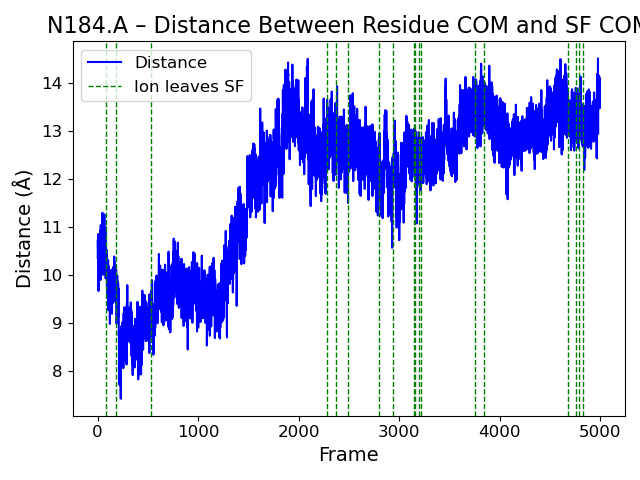 N184.A – Distance Between Residue COM and SF COM
Distance
Ion leaves SF
14
13
12
11
10
9
8
Distance (Å)
0 1000 2000 3000 4000 5000
Frame